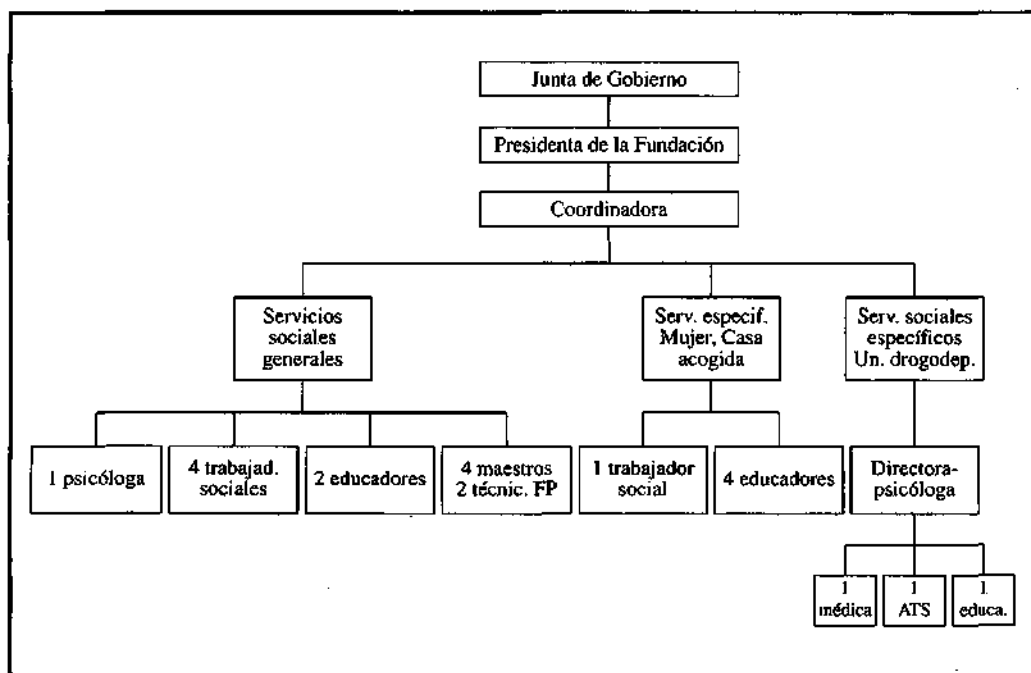 Junta de Gobierno
Presidenta de la Fundación
Coordinadora
Servicios
sociales
generales
Serv. especif.
Mujer, Casa
acogida
Serv. sociales
específicos
Un. drogodep.
1 psicóloga
4 trabajad.
sociales
2 educadores
4 maestros
2 técnic. FP
1 trabajador
social
4 educadores
Directora-
psicóloga
1
médica
1
ATS
1
educa.